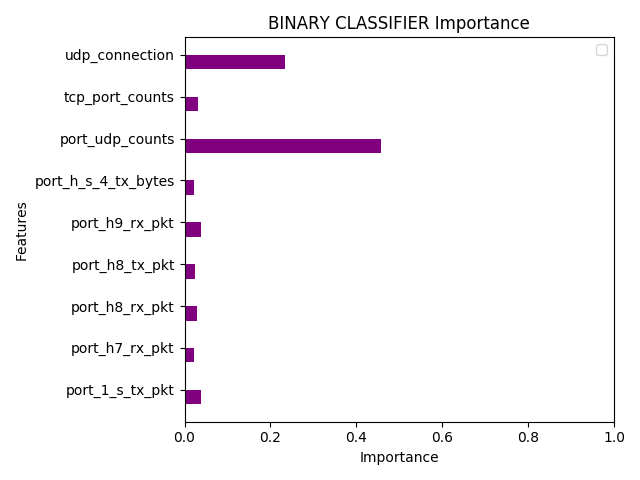 BINARY CLASSIFIER Importance
udp_connection
tcp_port_counts
port_udp_counts
port_h_s_4_tx_bytes
port_h9_rx_pkt
port_h8_tx_pkt
port_h8_rx_pkt
port_h7_rx_pkt
port_1_s_tx_pkt
Features
0.0 0.2 0.4 0.6 0.8 1.0
Importance